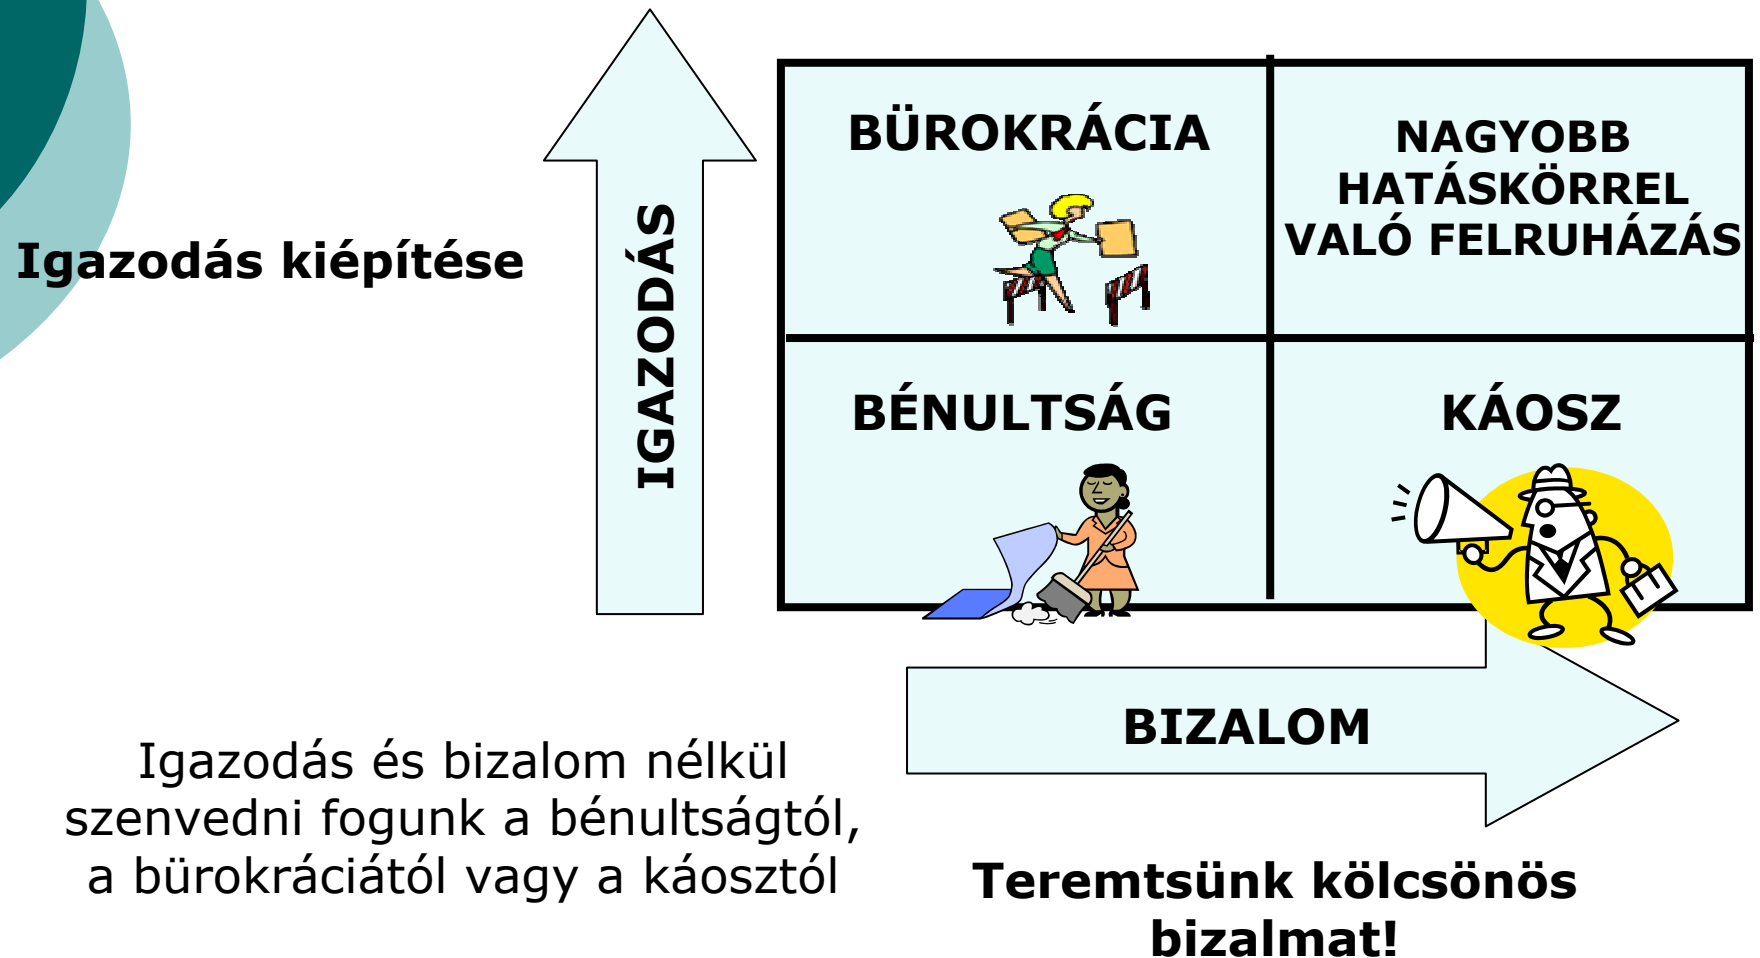 Igazodás kiépítése
IGAZODÁS
BÜROKRÁCIA
NAGYOBB
HATÁSKÖRREL
VALÓ FELRUHÁZÁS
BÉNULTSÁG
KÁOSZ
BIZALOM
Igazodás és bizalom nélkül
szenvedni fogunk a bénultságtól,
a bürokráciától vagy a káosztól
Teremtsünk kölcsönös
bizalmat!